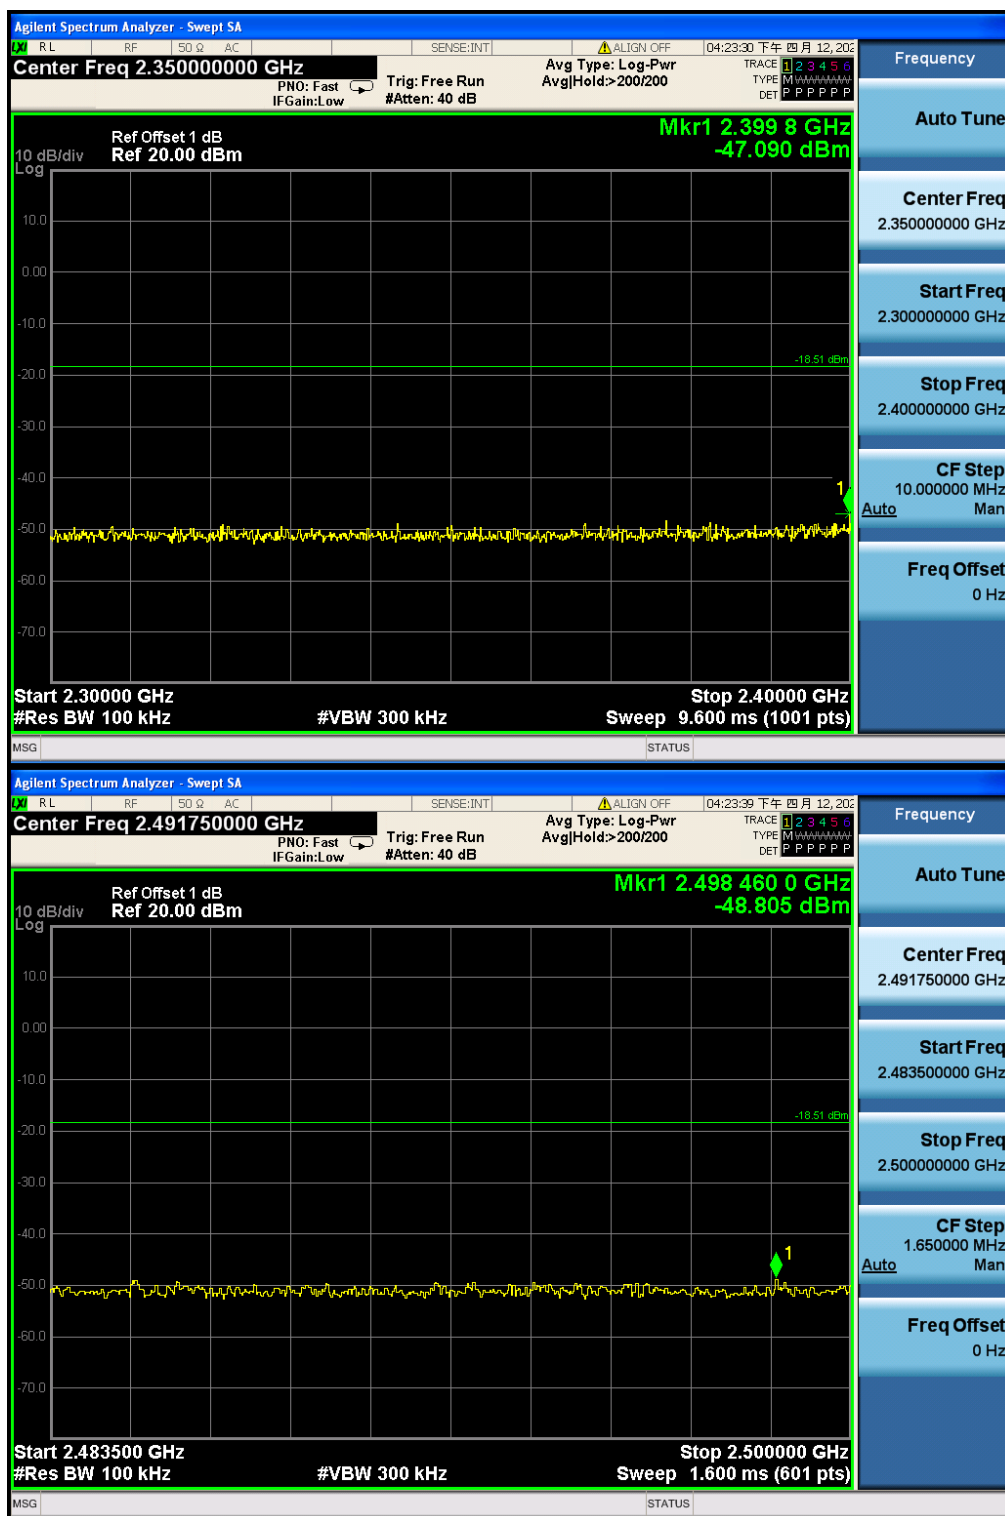 Agilent Spectrum Analyzer - Swept SA
LXI RL RF 50 Ω AC SENSE:INT ALIGN OFF 04:23:30 下午 四月 12, 202
Center Freq 2.350000000 GHz
PNO: Fast
IFGain:Low
Trig: Free Run
#Atten: 40 dB
Avg Type: Log-Pwr
Avg|Hold:>200/200
TRACE 1 2 3 4 5 6
TYPE M
DET P P P P P P
Ref Offset 1 dB
Ref 20.00 dBm
10 dB/div
Log
Mkr1 2.399 8 GHz
-47.090 dBm
10.0
0.00
-10.0
-18.51 dBm
-20.0
-30.0
-40.0
1
-50.0
-60.0
-70.0
Start 2.30000 GHz
Stop 2.40000 GHz
#Res BW 100 kHz
#VBW 300 kHz
Sweep 9.600 ms (1001 pts)
MSG
STATUS
Frequency
Auto Tune
Center Freq
2.350000000 GHz
Start Freq
2.300000000 GHz
Stop Freq
2.400000000 GHz
CF Step
10.000000 MHz
Auto Man
Freq Offset
0 Hz
Agilent Spectrum Analyzer - Swept SA
LXI RL RF 50 Ω AC SENSE:INT ALIGN OFF 04:23:39 下午 四月 12, 202
Center Freq 2.491750000 GHz
PNO: Fast
IFGain:Low
Trig: Free Run
#Atten: 40 dB
Avg Type: Log-Pwr
Avg|Hold:>200/200
TRACE 1 2 3 4 5 6
TYPE M
DET P P P P P P
Ref Offset 1 dB
Ref 20.00 dBm
10 dB/div
Log
Mkr1 2.498 460 0 GHz
-48.805 dBm
10.0
0.00
-10.0
-18.51 dBm
-20.0
-30.0
-40.0
1
-50.0
-60.0
-70.0
Start 2.483500 GHz
Stop 2.500000 GHz
#Res BW 100 kHz
#VBW 300 kHz
Sweep 1.600 ms (601 pts)
MSG
STATUS
Frequency
Auto Tune
Center Freq
2.491750000 GHz
Start Freq
2.483500000 GHz
Stop Freq
2.500000000 GHz
CF Step
1.650000 MHz
Auto Man
Freq Offset
0 Hz